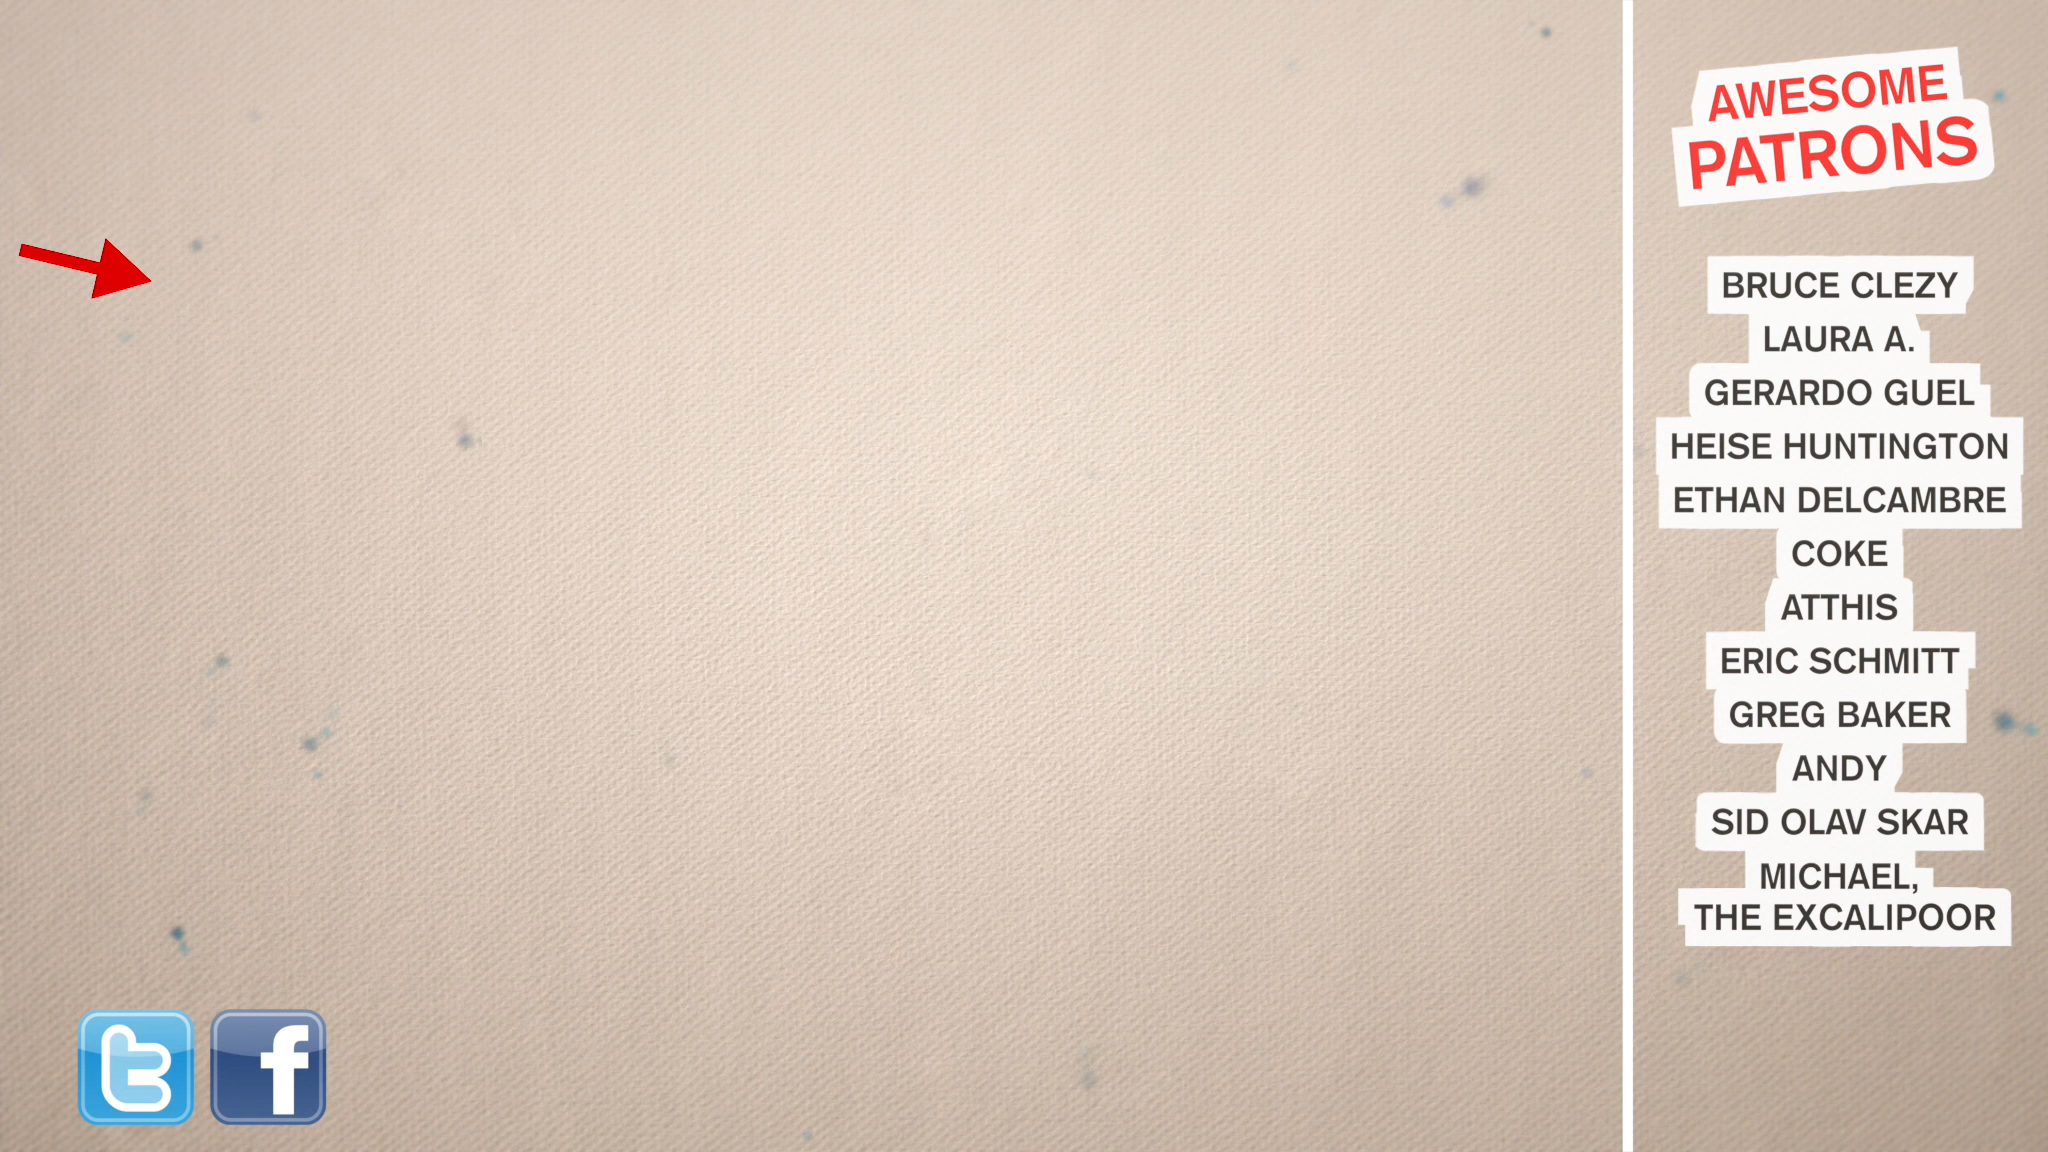 AWESOME
PATRONS
BRUCE CLEZY
LAURA A.
GERARDO GUEL
HEISE HUNTINGTON
ETHAN DELCAMBRE
COKE
ATTHIS
ERIC SCHMITT
GREG BAKER
ANDY
SID OLAV SKAR
MICHAEL,
THE EXCALIPOOR